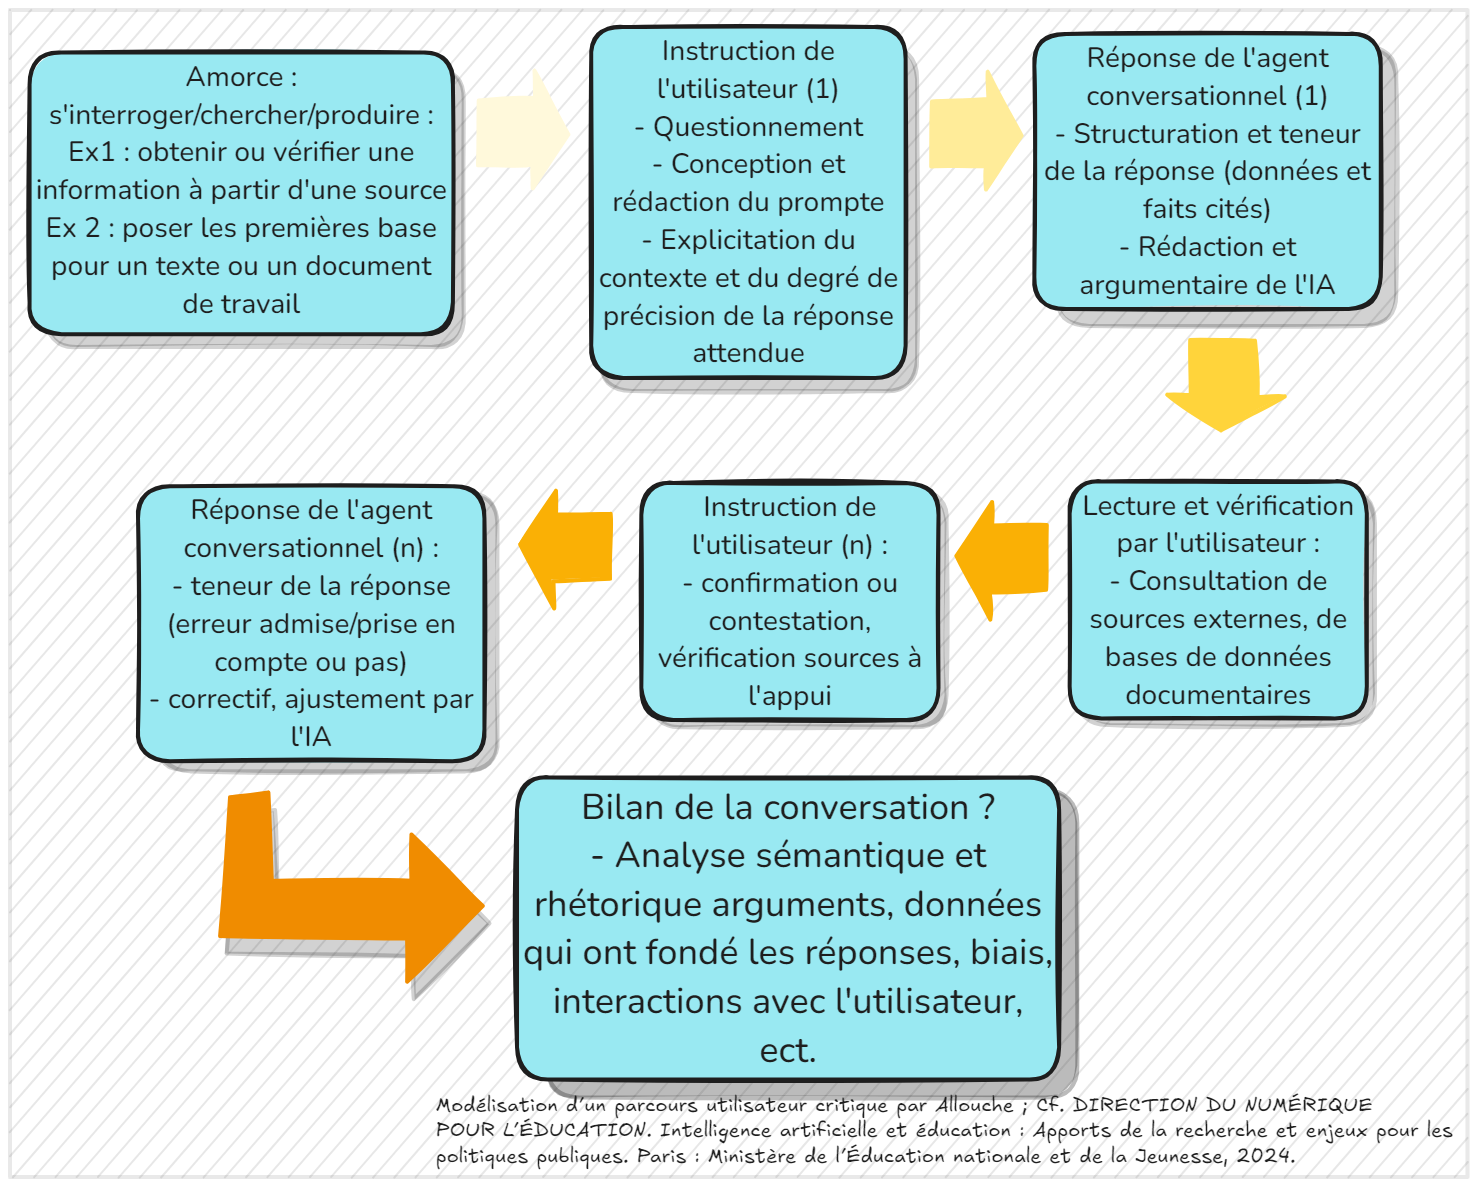 Amorce :
s'interroger/chercher/produire :
Ex1 : obtenir ou vérifier une
information à partir d'une source
Ex 2 : poser les premières base
pour un texte ou un document
de travail
Instruction de
l'utilisateur (1)
- Questionnement
- Conception et
rédaction du prompte
- Explicitation du
contexte et du degré de
précision de la réponse
attendue
Réponse de l'agent
conversationnel (1)
- Structuration et teneur
de la réponse (données et
faits cités)
- Rédaction et
argumentaire de l'IA
Lecture et vérification
par l'utilisateur :
- Consultation de
sources externes, de
bases de données
documentaires
Instruction de
l'utilisateur (n) :
- confirmation ou
contestation,
vérification sources à
l'appui
Réponse de l'agent
conversationnel (n) :
- teneur de la réponse
(erreur admise/prise en
compte ou pas)
- correctif, ajustement par
l'IA
Bilan de la conversation ?
- Analyse sémantique et
rhétorique arguments, données
qui ont fondé les réponses, biais,
interactions avec l'utilisateur,
ect.
Modélisation d'un parcours utilisateur critique par Allouche ; Cf. DIRECTION DU NUMÉRIQUE
POUR L'ÉDUCATION. Intelligence artificielle et éducation : Apports de la recherche et enjeux pour les
politiques publiques. Paris : Ministère de l'Éducation nationale et de la Jeunesse, 2024.